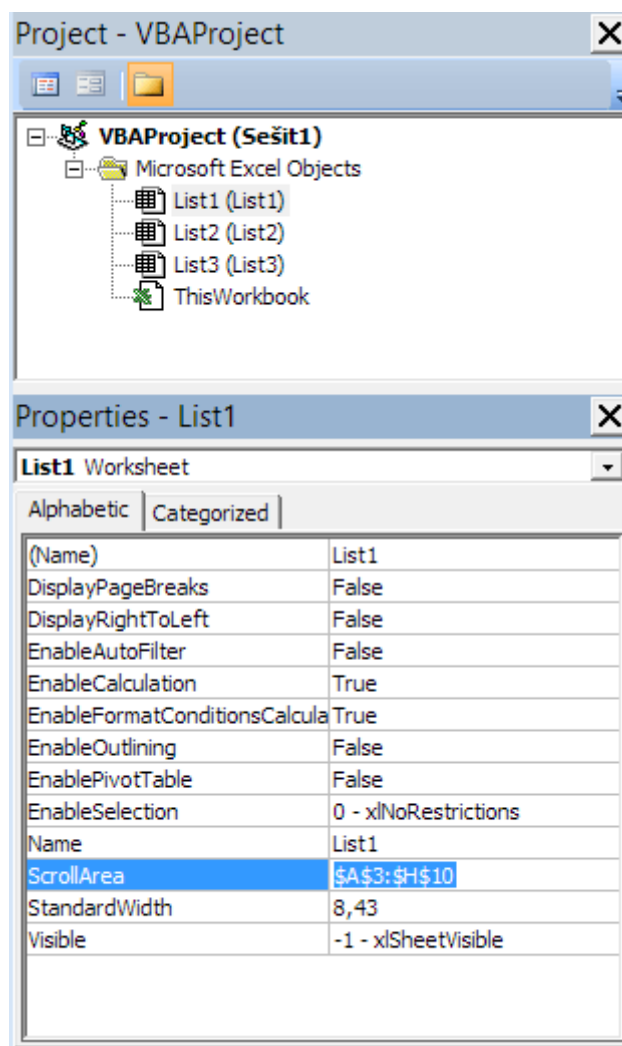 Project - VBAProject
VBAProject (Sešit1)
Microsoft Excel Objects
List1 (List1)
List2 (List2)
List3 (List3)
ThisWorkbook
Properties - List1
List1 Worksheet
Alphabetic Categorized
(Name) List1
DisplayPageBreaks False
DisplayRightToLeft False
EnableAutoFilter False
EnableCalculation True
EnableFormatConditionsCalcula True
EnableOutlining False
EnablePivotTable False
EnableSelection 0 - xlNoRestrictions
Name List1
ScrollArea $A$3:$H$10
StandardWidth 8,43
Visible -1 - xlSheetVisible